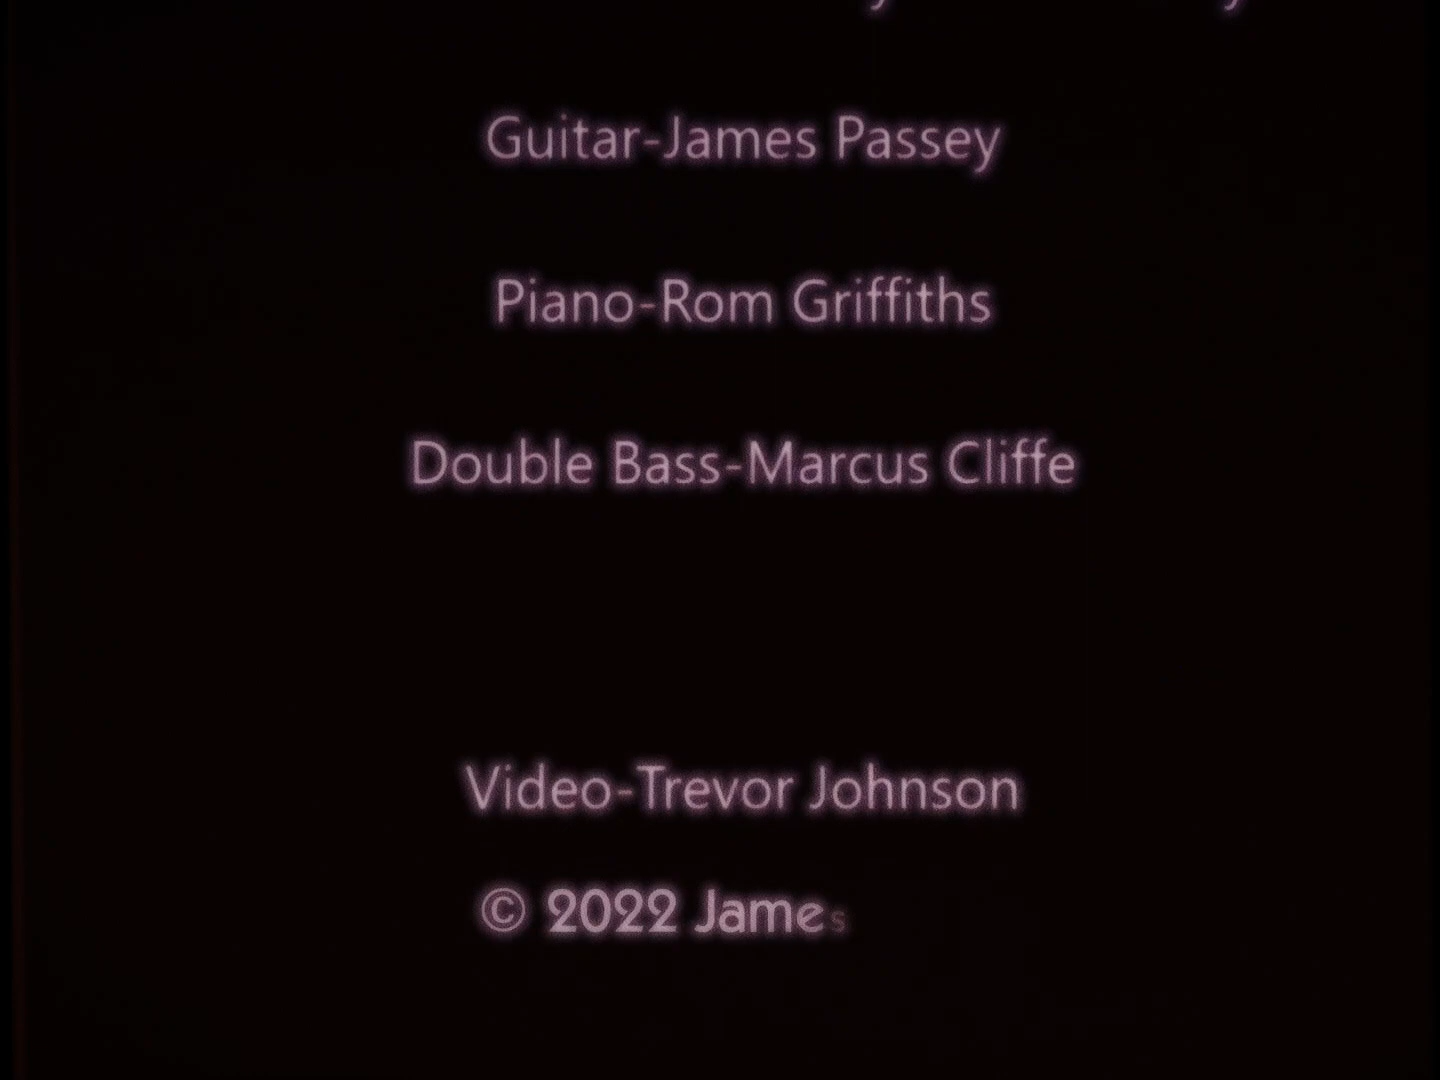 Guitar-James Passey
Piano-Rom Griffiths
Double Bass-Marcus Cliffe
Video-Trevor Johnson
© 2022 James